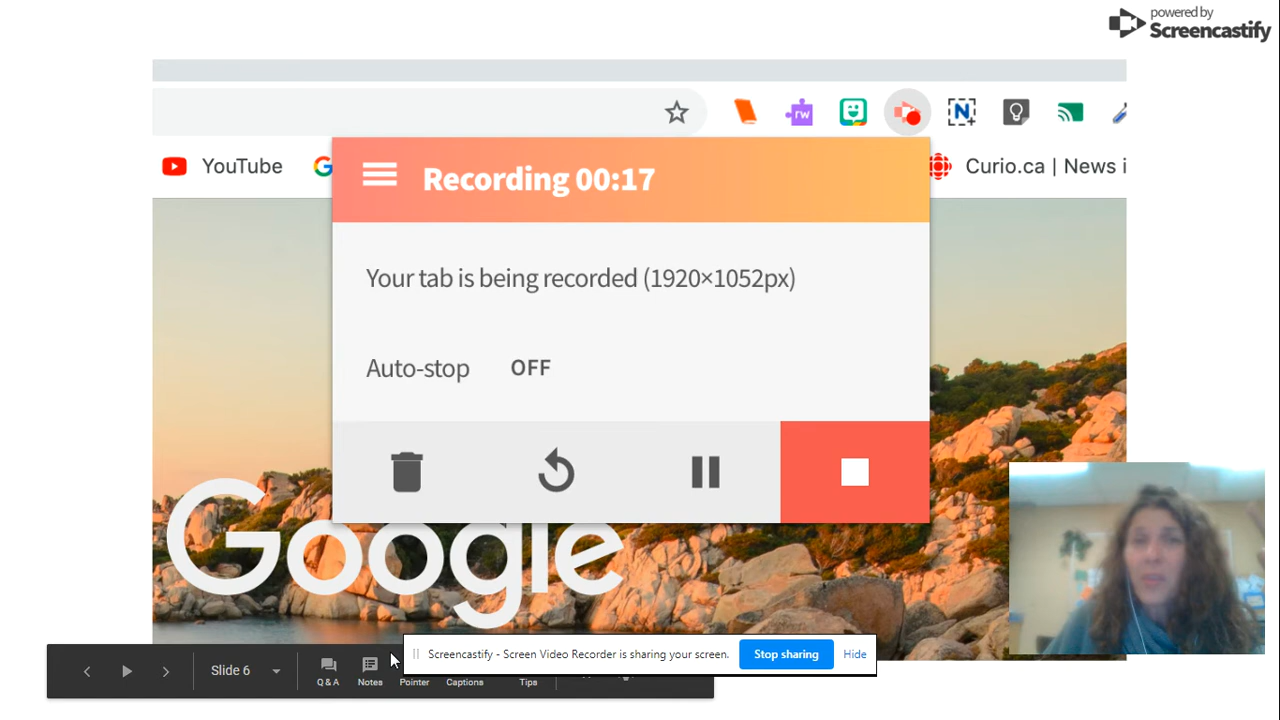 powered by
Screencastify
rw
N
YouTube
G
Recording 00:17
Curio.ca | News i
Your tab is being recorded (1920×1052px)
Auto-stop OFF
Google
Screencastify - Screen Video Recorder is sharing your screen. Stop sharing Hide
Slide 6
Q & A Notes Pointer Captions Tips